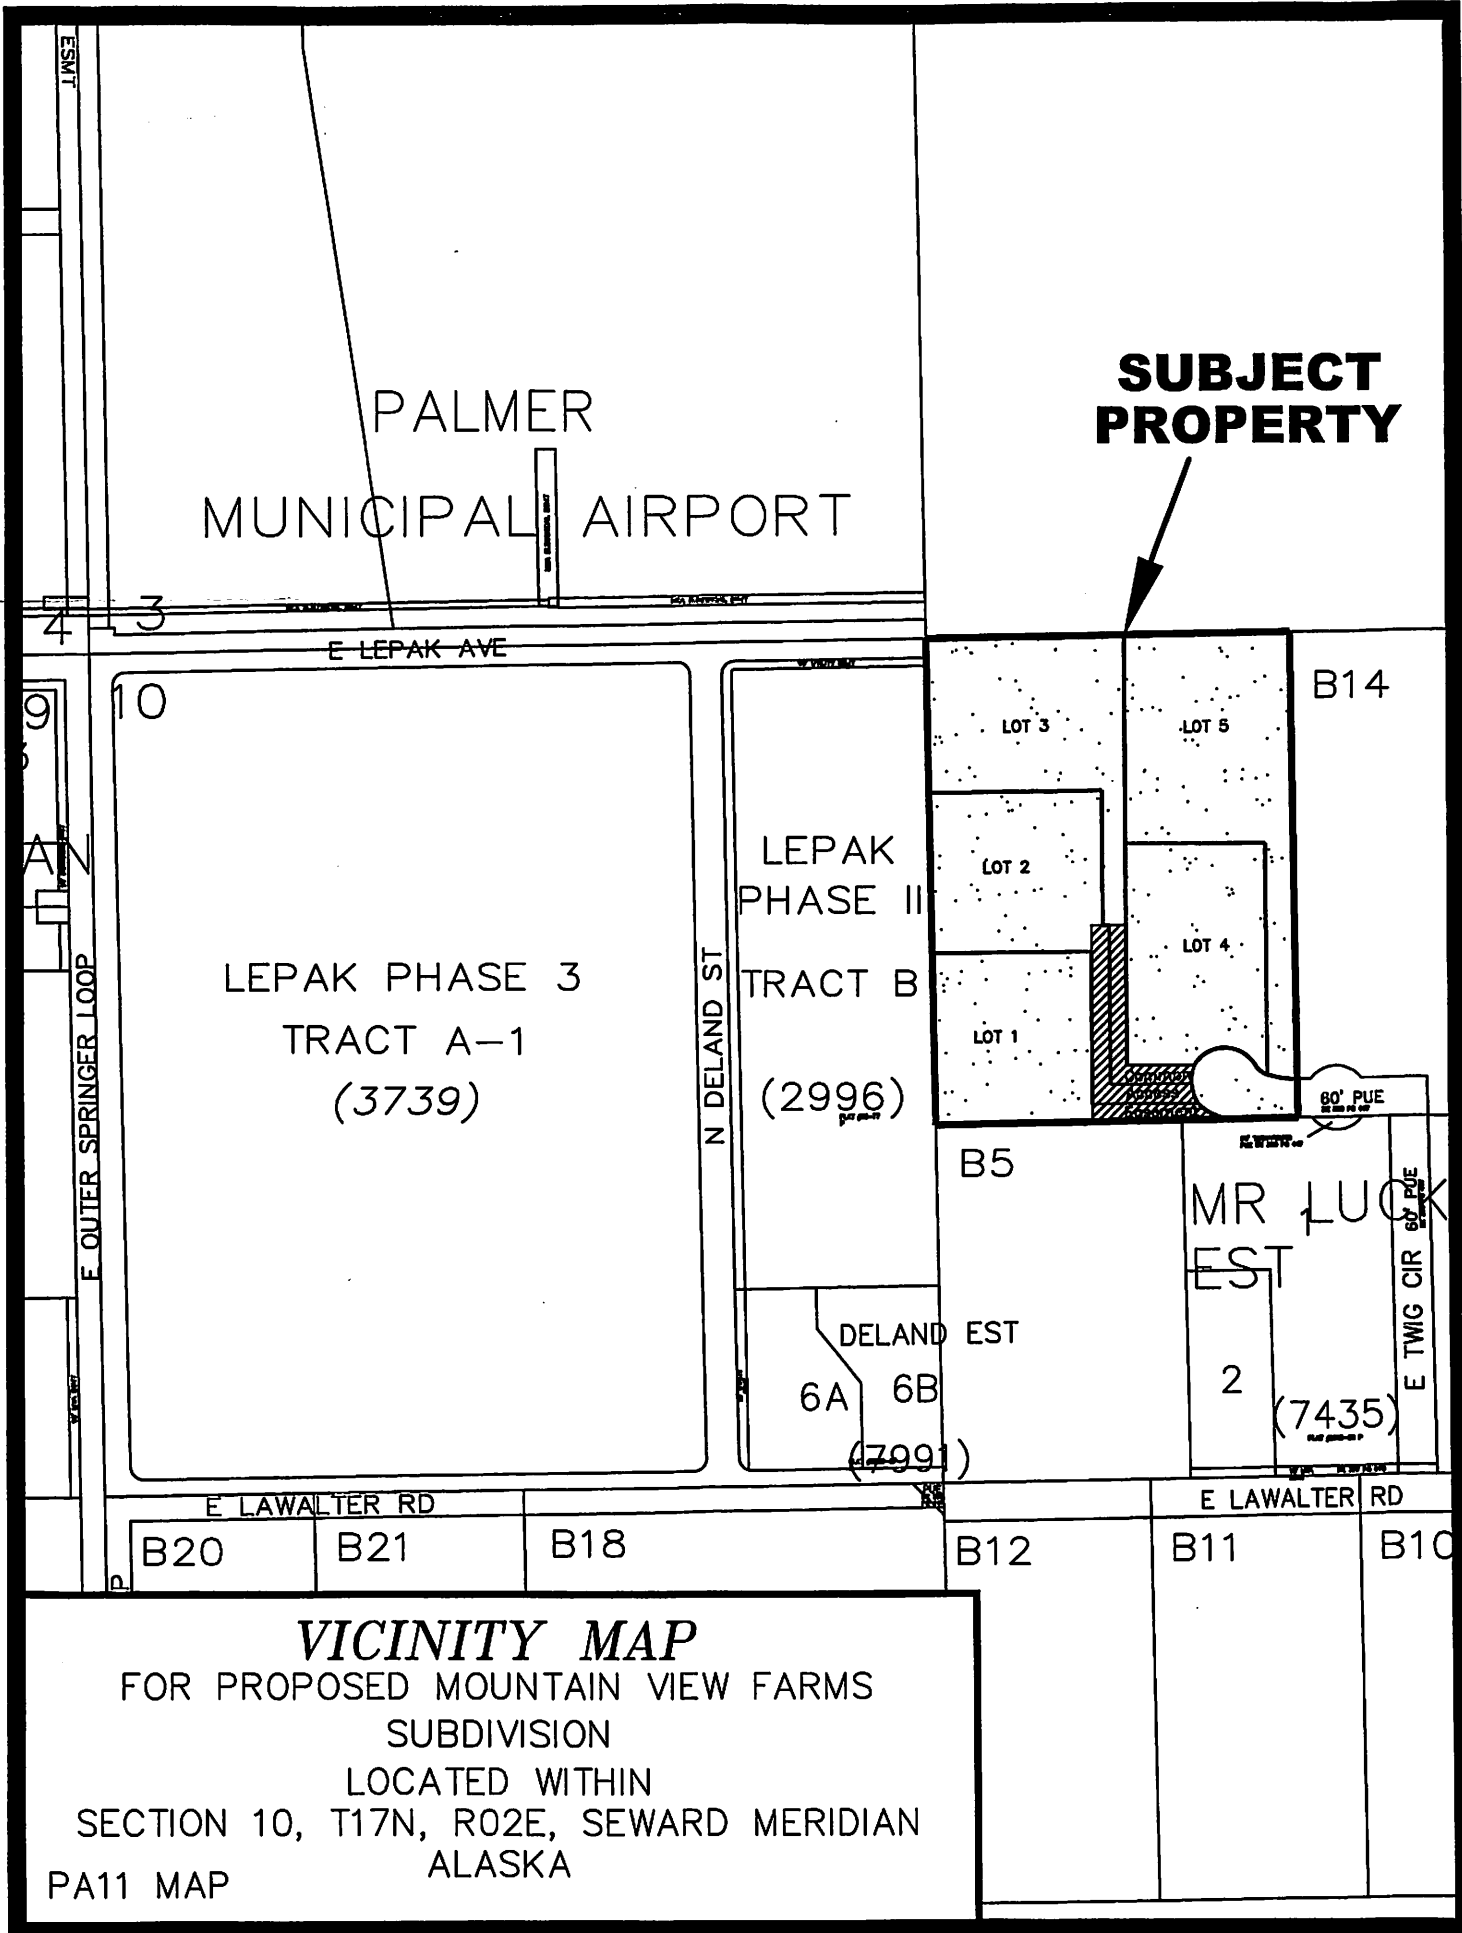 ESMT
SUBJECT
PROPERTY
PALMER
MUNICIPAL AIRPORT
4
3
E LEPAK AVE
9
10
B14
LOT 3
LOT 5
LOT 2
LOT 4
LOT 1
LEPAK
PHASE II
TRACT B
(2996)
LEPAK PHASE 3
TRACT A-1
(3739)
N DELAND ST
E OUTER SPRINGER LOOP
COMMON
ACCESS
EASEMENT
60' PUE
B5
MR LUCK
EST
1
60' PUE
E TWIG CIR
DELAND EST
6A
6B
(7991)
2
(7435)
E LAWALTER RD
E LAWALTER RD
PUE
B20
B21
B18
B12
B11
B10
P
VICINITY MAP
FOR PROPOSED MOUNTAIN VIEW FARMS
SUBDIVISION
LOCATED WITHIN
SECTION 10, T17N, R02E, SEWARD MERIDIAN
ALASKA
PA11 MAP